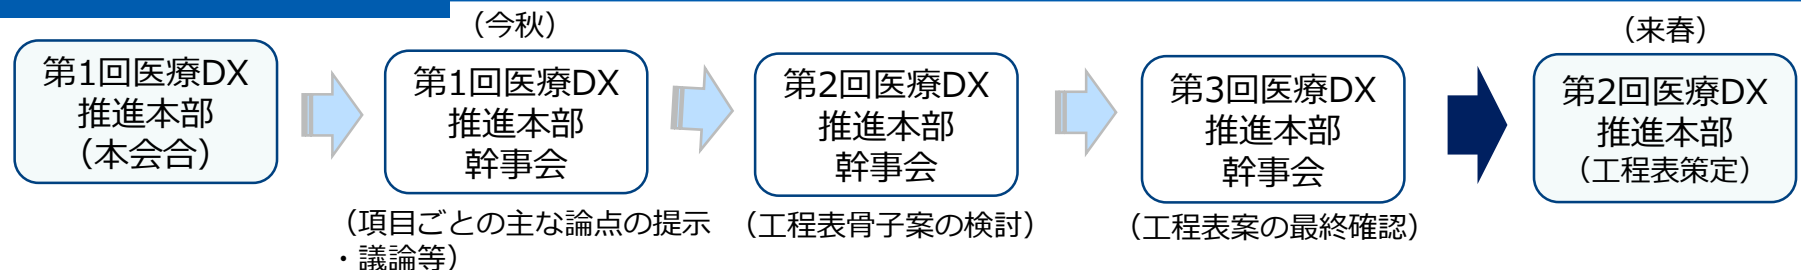 （今秋）
（来春）
第1回医療DX
推進本部
（本会合）
第1回医療DX
推進本部
幹事会
（項目ごとの主な論点の提示
・議論等）
第2回医療DX
推進本部
幹事会
（工程表骨子案の検討）
第3回医療DX
推進本部
幹事会
（工程表案の最終確認）
第2回医療DX
推進本部
（工程表策定）